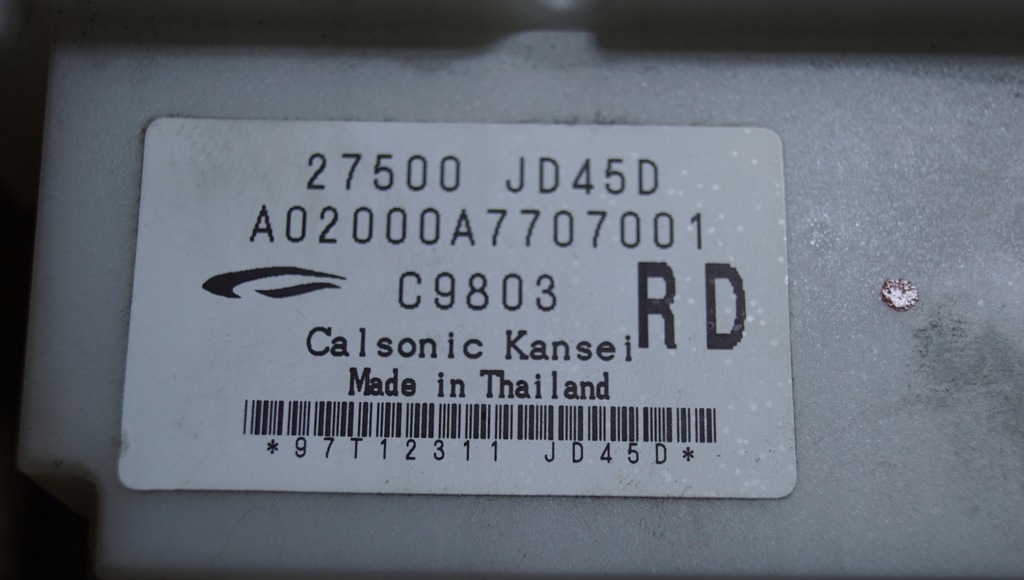 27500 JD45D
A02000A7707001
C9803 RD
Calsonic Kansei
Made in Thailand
*97T12311 JD45D*